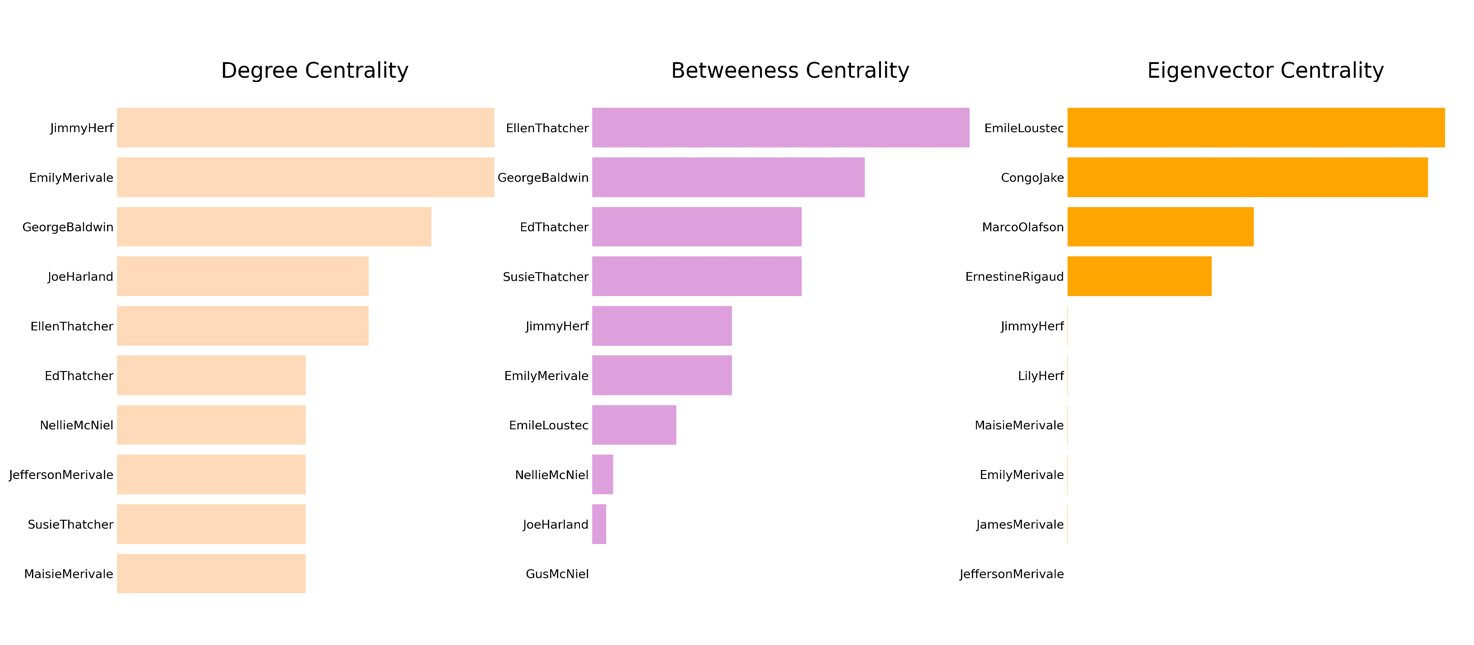 Degree Centrality
JimmyHerf
EmilyMerivale
GeorgeBaldwin
JoeHarland
EllenThatcher
EdThatcher
NellieMcNiel
JeffersonMerivale
SusieThatcher
MaisieMerivale
Betweeness Centrality
EllenThatcher
GeorgeBaldwin
EdThatcher
SusieThatcher
JimmyHerf
EmilyMerivale
EmileLoustec
NellieMcNiel
JoeHarland
GusMcNiel
Eigenvector Centrality
EmileLoustec
CongoJake
MarcoOlafson
ErnestineRigaud
JimmyHerf
LilyHerf
MaisieMerivale
EmilyMerivale
JamesMerivale
JeffersonMerivale